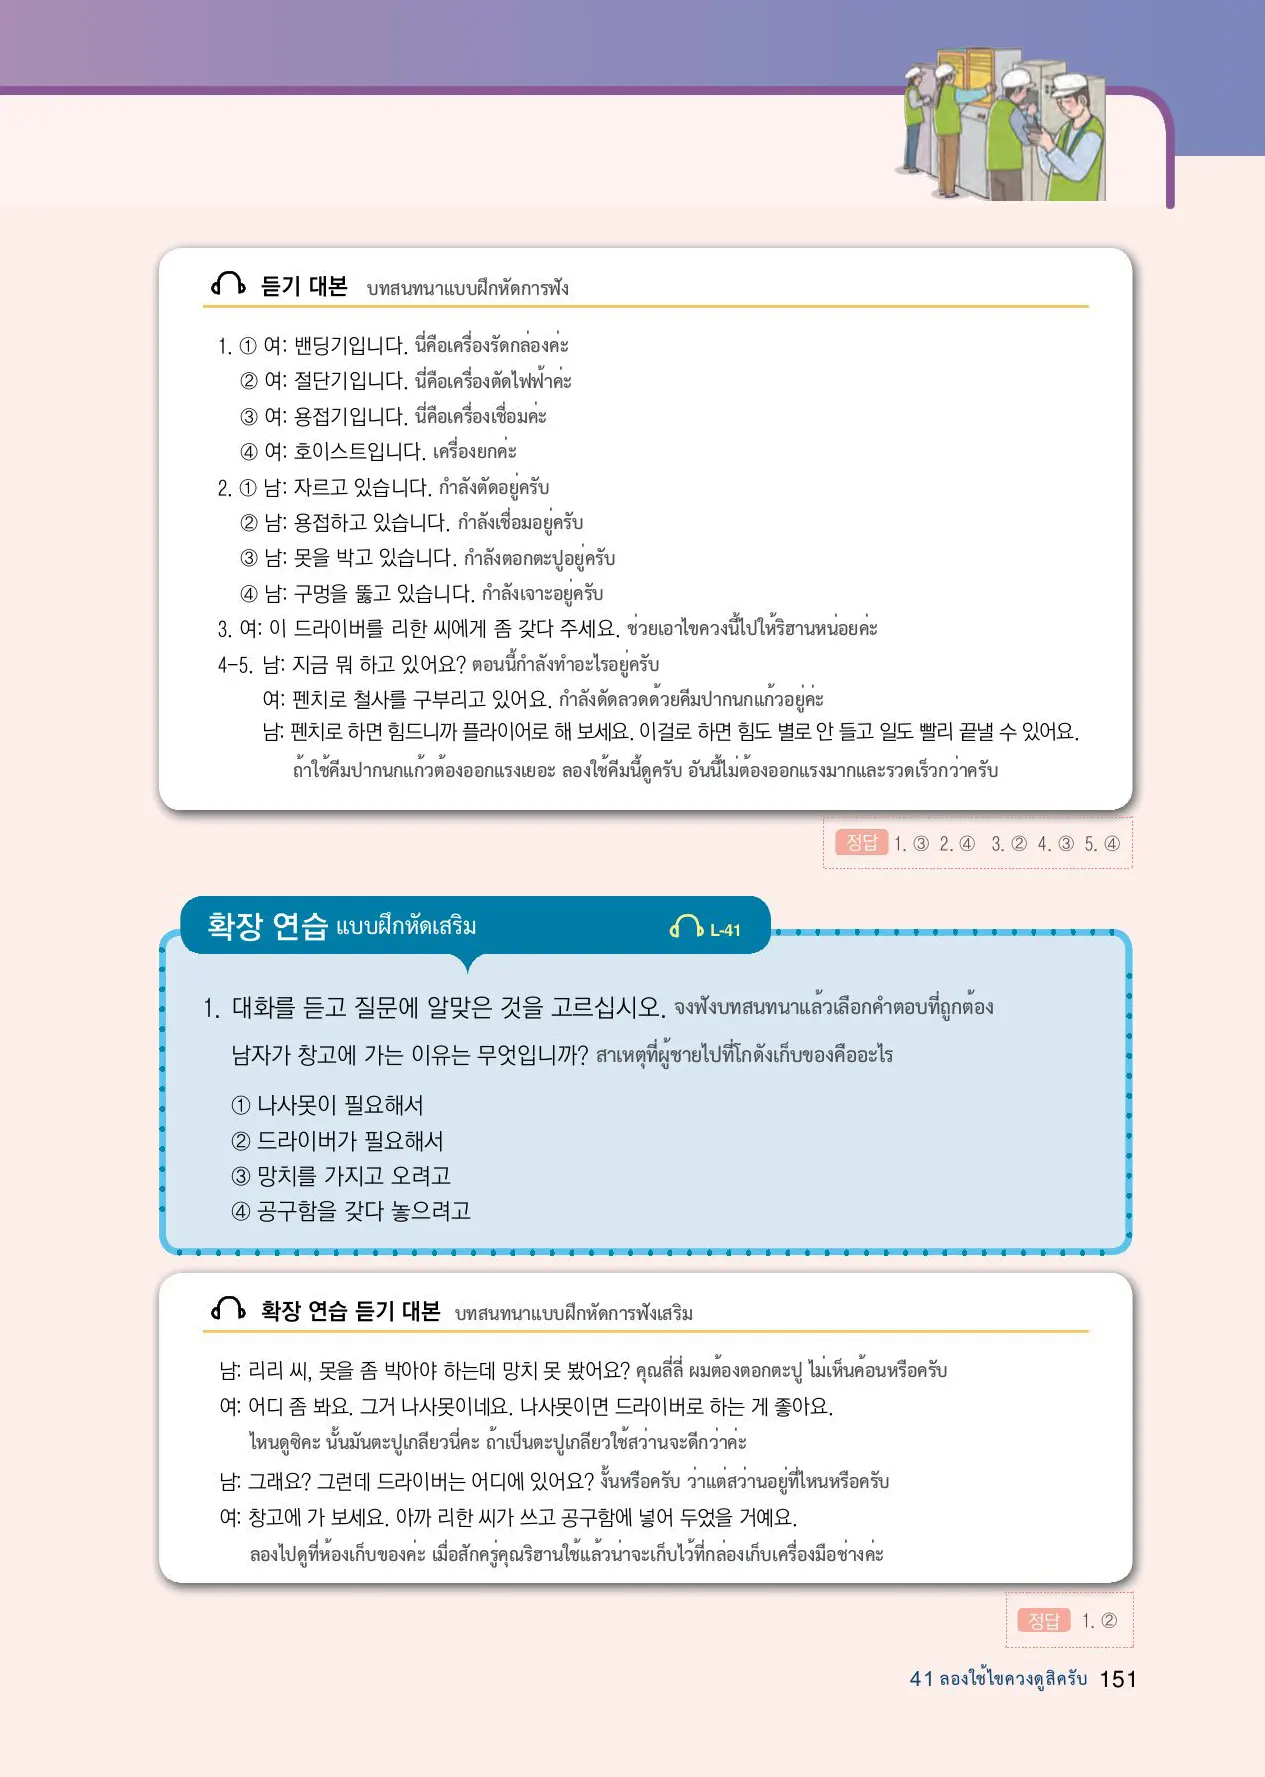 듣기 대본 บทสนทนาแบบฝึกหัดการฟัง
1. ① 여: 밴딩기입니다. นี่คือเครื่องรัดกล่องค่ะ
② 여: 절단기입니다. นี่คือเครื่องตัดไฟฟ้าค่ะ
③ 여: 용접기입니다. นี่คือเครื่องเชื่อมค่ะ
④ 여: 호이스트입니다. เครื่องยกค่ะ
2. ① 남: 자르고 있습니다. กำลังตัดอยู่ครับ
② 남: 용접하고 있습니다. กำลังเชื่อมอยู่ครับ
③ 남: 못을 박고 있습니다. กำลังตอกตะปูอยู่ครับ
④ 남: 구멍을 뚫고 있습니다. กำลังเจาะอยู่ครับ
3. 여: 이 드라이버를 리한 씨에게 좀 갖다 주세요. ช่วยเอาไขควงนี้ไปให้ริฮานหน่อยค่ะ
4-5. 남: 지금 뭐 하고 있어요? ตอนนี้กำลังทำอะไรอยู่ครับ
여: 펜치로 철사를 구부리고 있어요. กำลังดัดลวดด้วยคีมปากนกแก้วอยู่ค่ะ
남: 펜치로 하면 힘드니까 플라이어로 해 보세요. 이걸로 하면 힘도 별로 안 들고 일도 빨리 끝낼 수 있어요.
ถ้าใช้คีมปากนกแก้วต้องออกแรงเยอะ ลองใช้คีมนี้ดูครับ อันนี้ไม่ต้องออกแรงมากและรวดเร็วกว่าครับ
정답 1. ③ 2. ④ 3. ② 4. ③ 5. ④
확장 연습 แบบฝึกหัดเสริม L-41
1. 대화를 듣고 질문에 알맞은 것을 고르십시오. จงฟังบทสนทนาแล้วเลือกคำตอบที่ถูกต้อง
남자가 창고에 가는 이유는 무엇입니까? สาเหตุที่ผู้ชายไปที่โกดังเก็บของคืออะไร
① 나사못이 필요해서
② 드라이버가 필요해서
③ 망치를 가지고 오려고
④ 공구함을 갖다 놓으려고
확장 연습 듣기 대본 บทสนทนาแบบฝึกหัดการฟังเสริม
남: 리리 씨, 못을 좀 박아야 하는데 망치 못 봤어요? คุณลี่ลี่ ผมต้องตอกตะปู ไม่เห็นค้อนหรือครับ
여: 어디 좀 봐요. 그거 나사못이네요. 나사못이면 드라이버로 하는 게 좋아요.
ไหนดูซิคะ นั้นมันตะปูเกลียวนี่คะ ถ้าเป็นตะปูเกลียวใช้สว่านจะดีกว่าค่ะ
남: 그래요? 그런데 드라이버는 어디에 있어요? งั้นหรือครับ ว่าแต่สว่านอยู่ที่ไหนหรือครับ
여: 창고에 가 보세요. 아까 리한 씨가 쓰고 공구함에 넣어 두었을 거예요.
ลองไปดูที่ห้องเก็บของค่ะ เมื่อสักครู่คุณริฮานใช้แล้วน่าจะเก็บไว้ที่กล่องเก็บเครื่องมือช่างค่ะ
정답 1. ②
41 ลองใช้ไขควงดูสิครับ 151